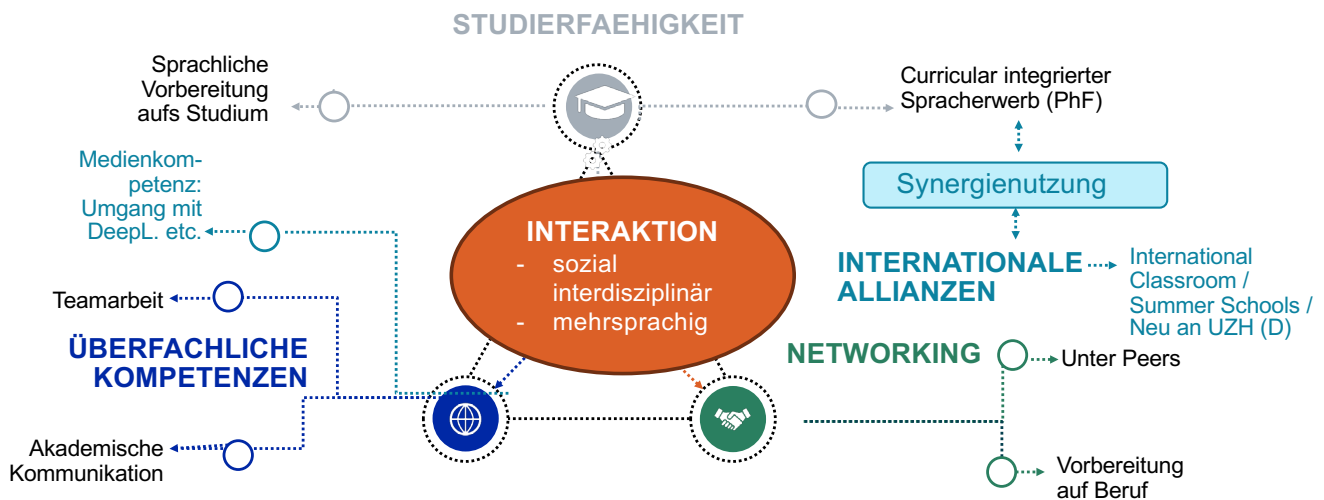 STUDIERFAEHIGKEIT
Sprachliche
Vorbereitung
aufs Studium
Curricular integrierter
Spracherwerb (PhF)
Medienkom-
petenz:
Umgang mit
DeepL. etc.
Synergienutzung
INTERAKTION
- sozial
interdisziplinär
- mehrsprachig
INTERNATIONALE
ALLIANZEN
International
Classroom /
Summer Schools /
Neu an UZH (D)
Teamarbeit
ÜBERFACHLICHE
KOMPETENZEN
NETWORKING
Unter Peers
Akademische
Kommunikation
Vorbereitung
auf Beruf